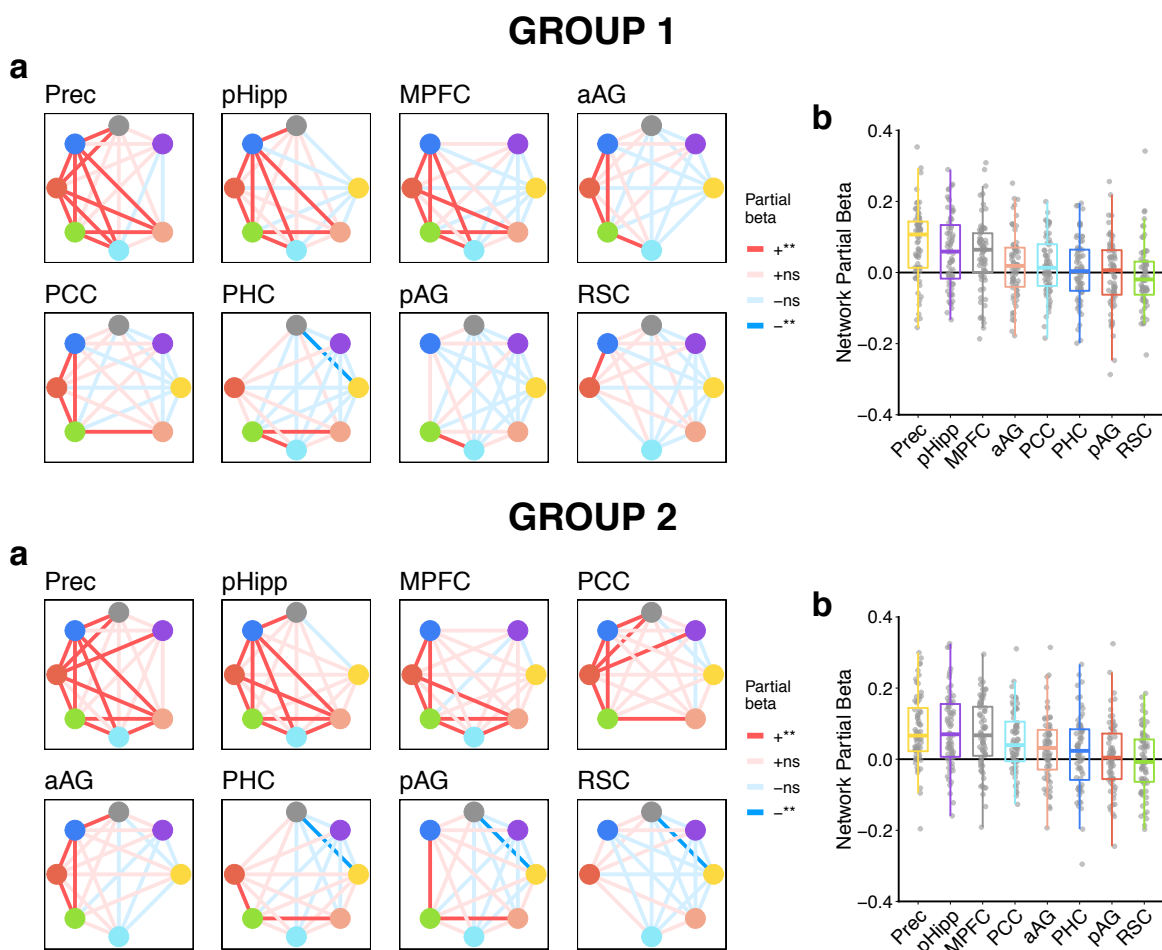 GROUP 1
a
Prec pHipp MPFC aAG
PCC PHC pAG RSC
Partial
beta
+**
+ns
−ns
−**
b
Network Partial Beta
0.4
0.2
0.0
−0.2
−0.4
Prec pHipp MPFC aAG PCC PHC pAG RSC
GROUP 2
a
Prec pHipp MPFC PCC
aAG PHC pAG RSC
Partial
beta
+**
+ns
−ns
−**
b
Network Partial Beta
0.4
0.2
0.0
−0.2
−0.4
Prec pHipp MPFC PCC aAG PHC pAG RSC